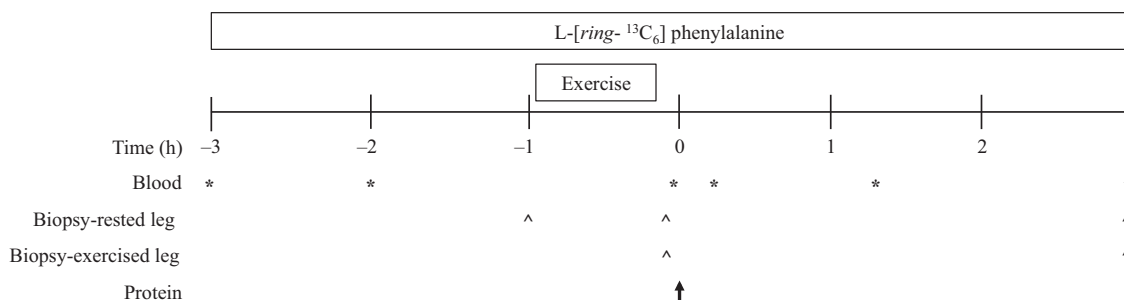 L-[ring- ¹³C₆] phenylalanine
Exercise
Time (h) –3 –2 –1 0 1 2
Blood * * * * *
Biopsy-rested leg ^ ^ ^
Biopsy-exercised leg ^ ^
Protein